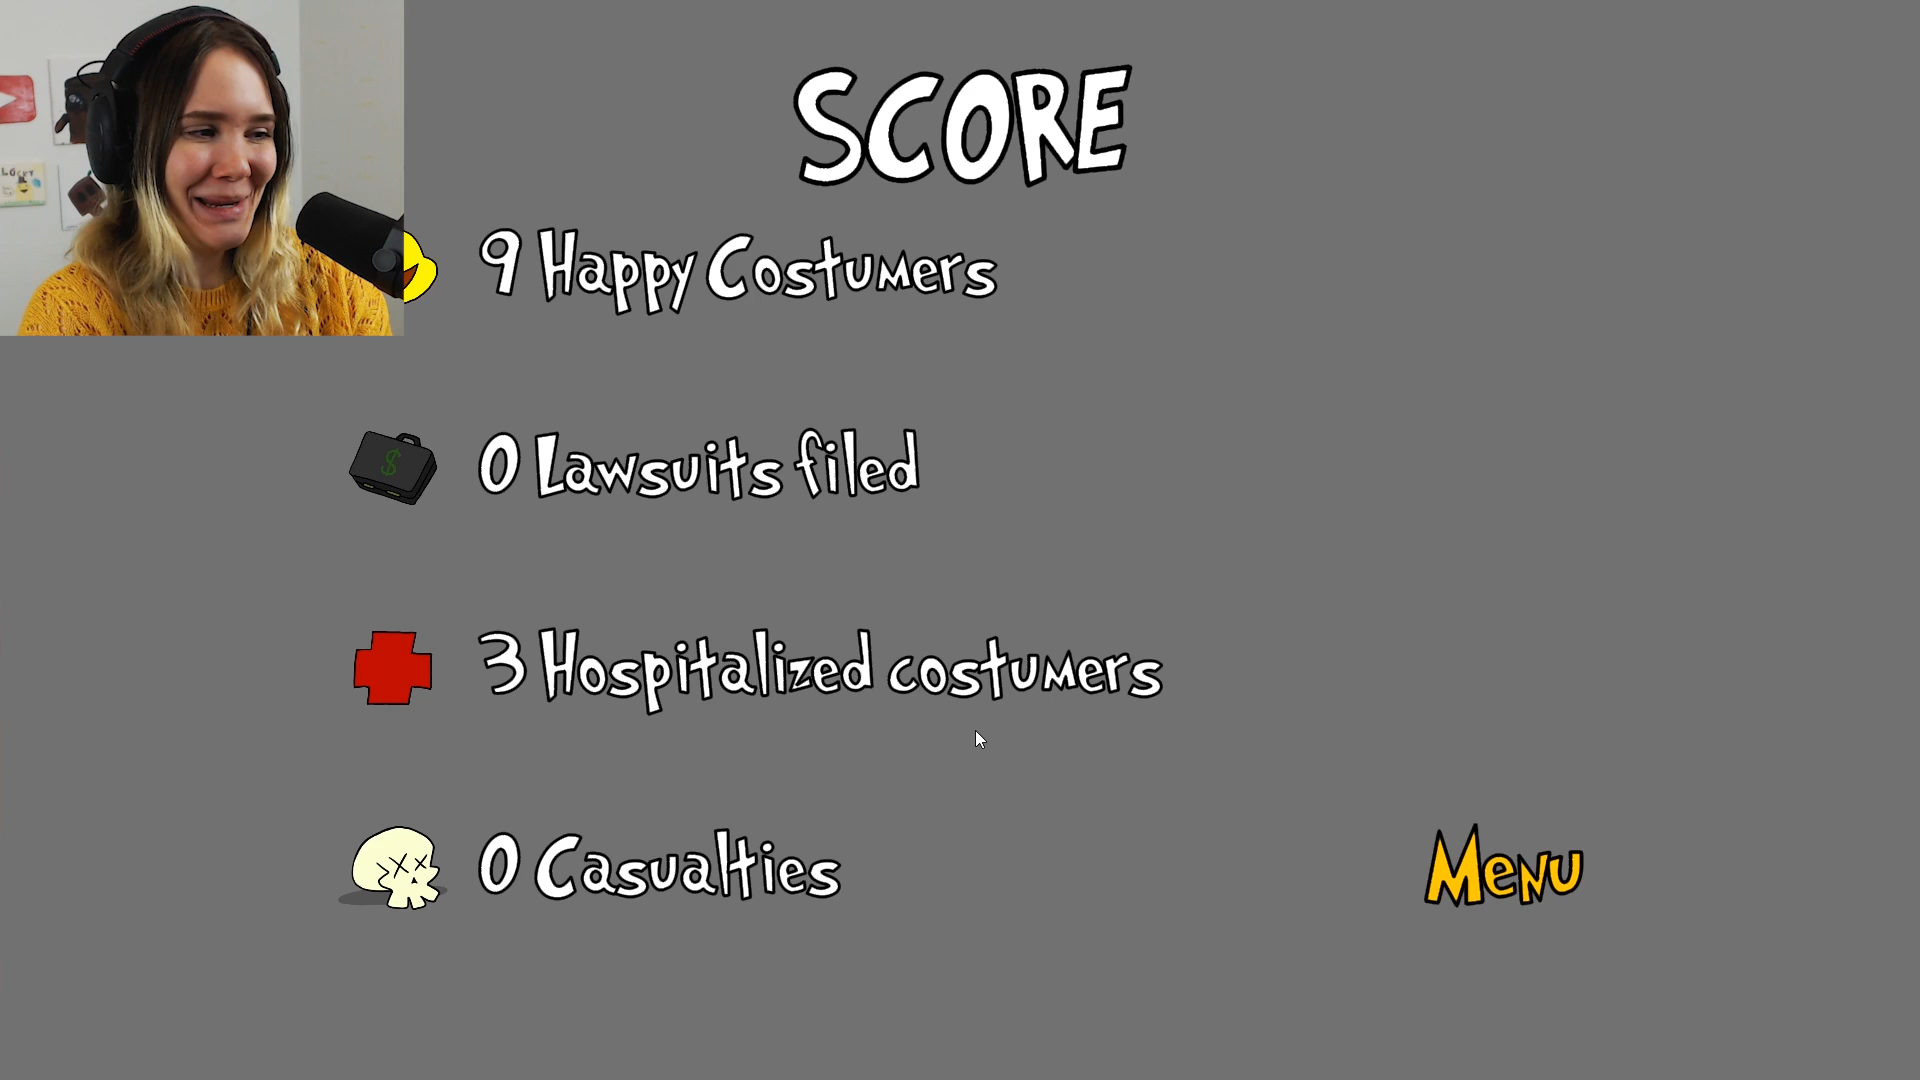 SCORE
9 Happy Costumers
0 Lawsuits filed
3 Hospitalized costumers
0 Casualties
Menu